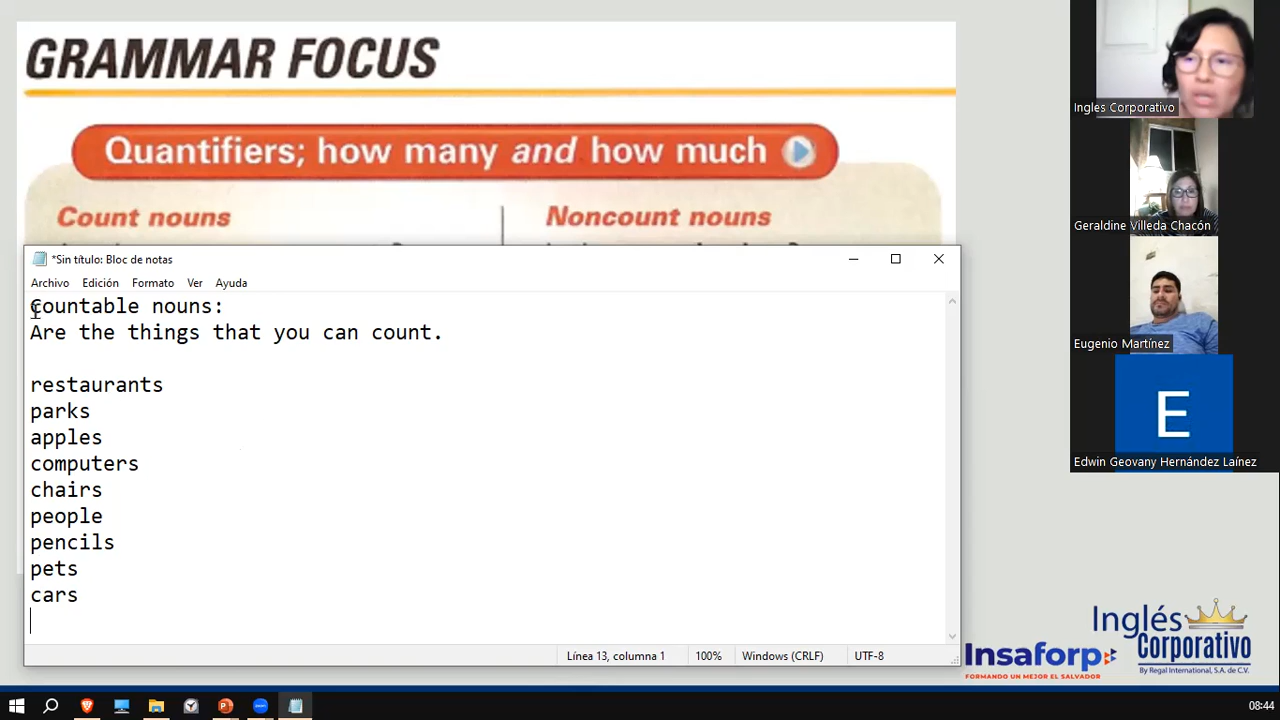 GRAMMAR FOCUS
Quantifiers; how many and how much
Count nouns
Noncount nouns
*Sin título: Bloc de notas
Archivo Edición Formato Ver Ayuda
countable nouns:
Are the things that you can count.
restaurants
parks
apples
computers
chairs
people
pencils
pets
cars
Línea 13, columna 1 100% Windows (CRLF) UTF-8
Ingles Corporativo
Geraldine Villeda Chacón
Eugenio Martínez
E
Edwin Geovany Hernández Laínez
Insaforp
FORMANDO UN MEJOR EL SALVADOR
Inglés
Corporativo
By Regal International, S.A. de C.V.
08:44